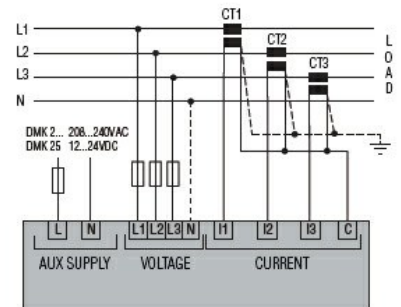 CT1
L1
CT2
L2
CT3
L3
N
LOAD
DMK 2... 208...240VAC
DMK 25 12...24VDC
L N L1 L2 L3 N I1 I2 I3 C
AUX SUPPLY VOLTAGE CURRENT